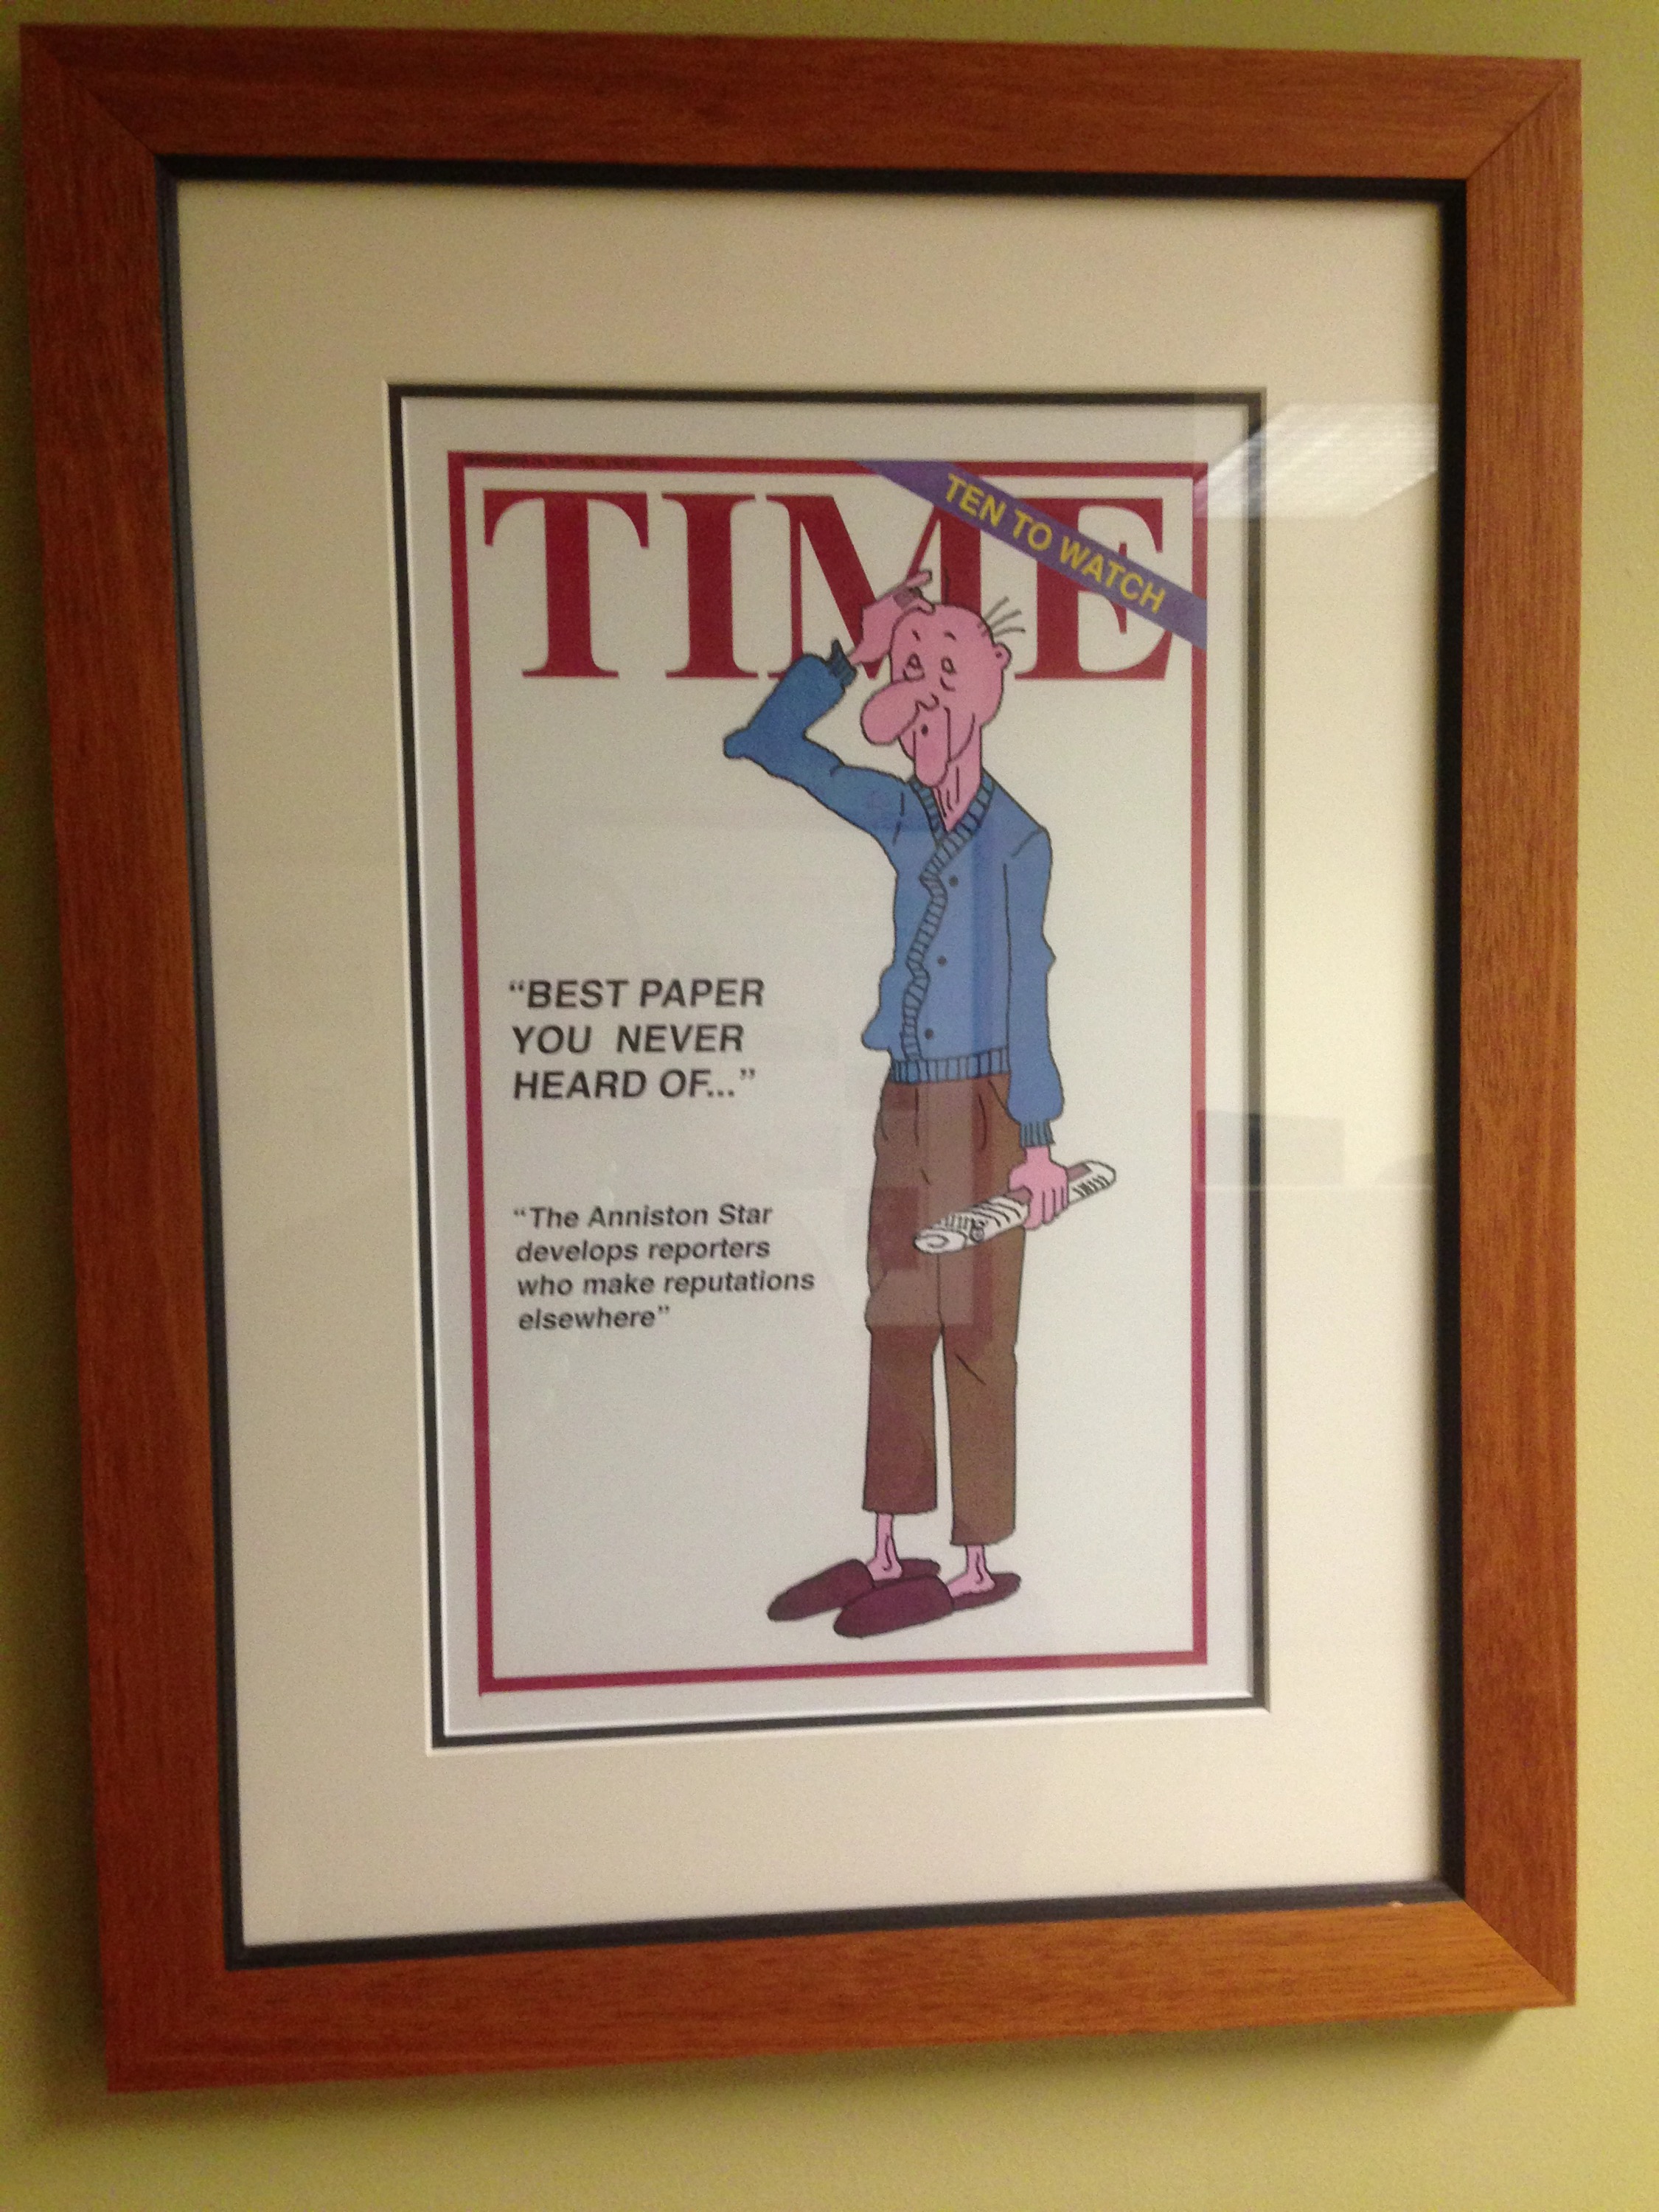 TIME
TEN TO WATCH
“BEST PAPER
YOU NEVER
HEARD OF...”
“The Anniston Star
develops reporters
who make reputations
elsewhere”